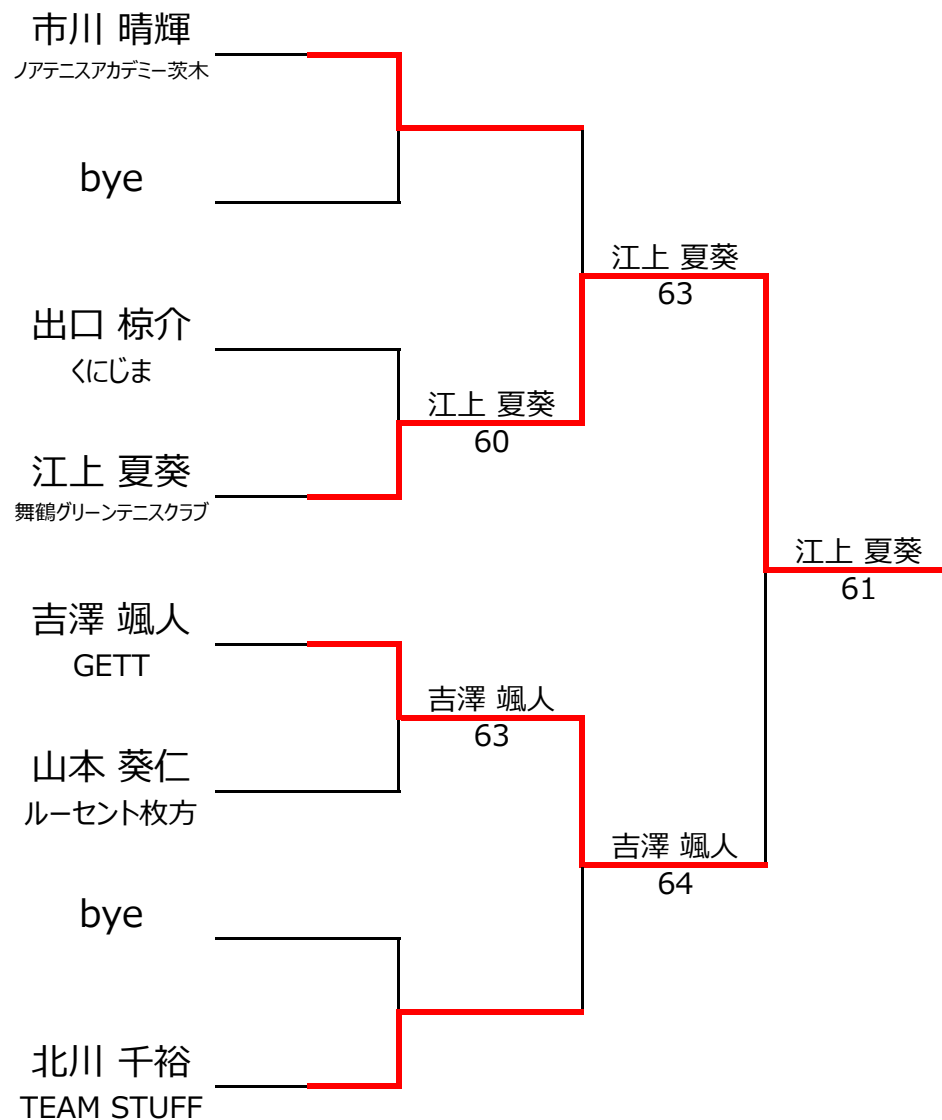 市川 晴輝
ノアテニスアカデミー茨木
bye
出口 椋介
くにじま
江上 夏葵
舞鶴グリーンテニスクラブ
吉澤 颯人
GETT
山本 葵仁
ルーセント枚方
bye
北川 千裕
TEAM STUFF
江上 夏葵
60
吉澤 颯人
63
江上 夏葵
63
吉澤 颯人
64
江上 夏葵
61